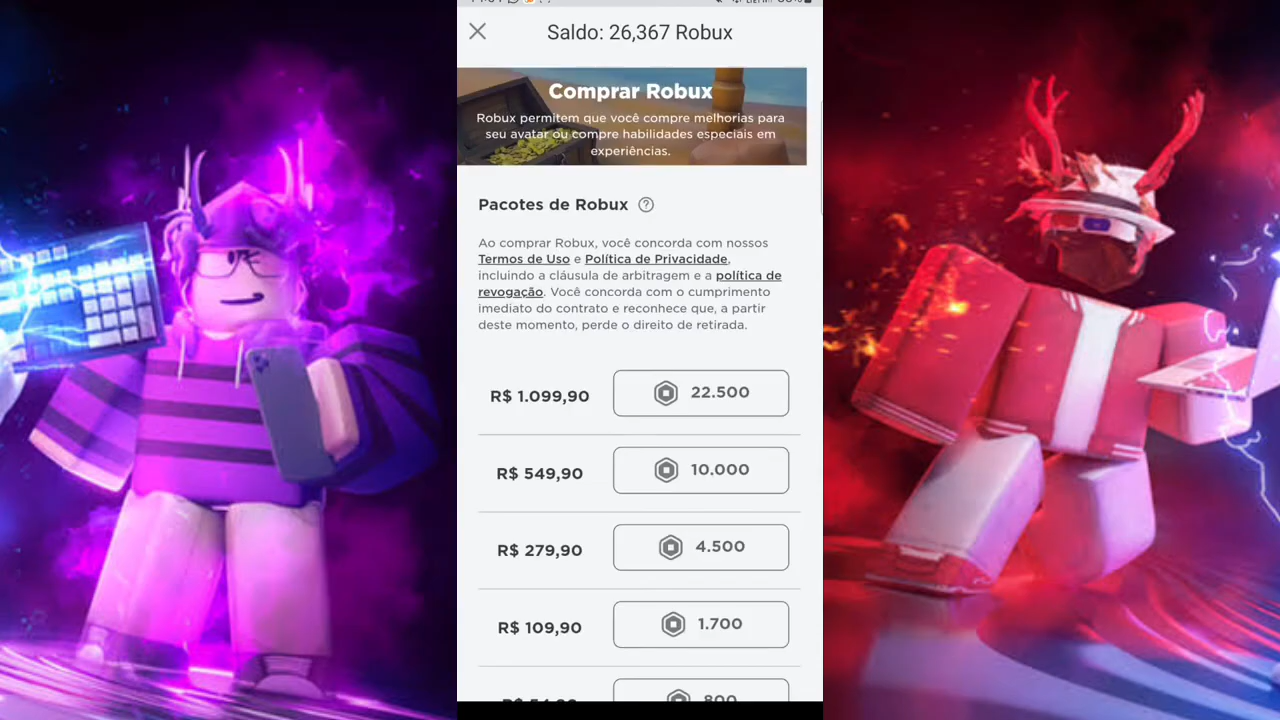 Saldo: 26,367 Robux
Comprar Robux
Robux permitem que você compre melhorias para
seu avatar ou compre habilidades especiais em
experiências.
Pacotes de Robux ?
Ao comprar Robux, você concorda com nossos
Termos de Uso e Política de Privacidade,
incluindo a cláusula de arbitragem e a política de
revogação. Você concorda com o cumprimento
imediato do contrato e reconhece que, a partir
deste momento, perde o direito de retirada.
R$ 1.099,90 22.500
R$ 549,90 10.000
R$ 279,90 4.500
R$ 109,90 1.700
800